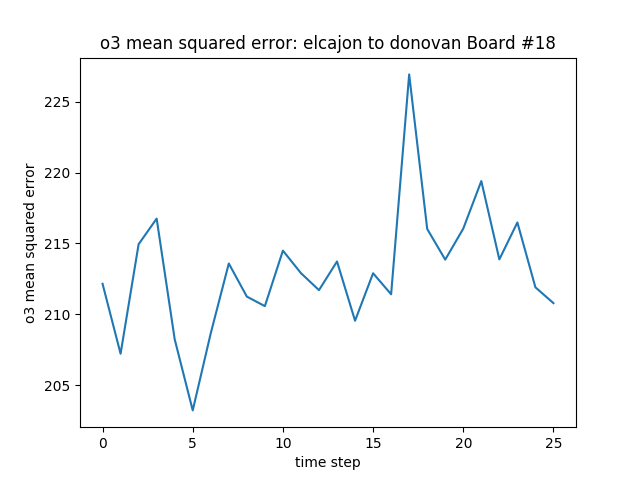 o3 mean squared error: elcajon to donovan Board #18
o3 mean squared error
225
220
215
210
205
0 5 10 15 20 25
time step